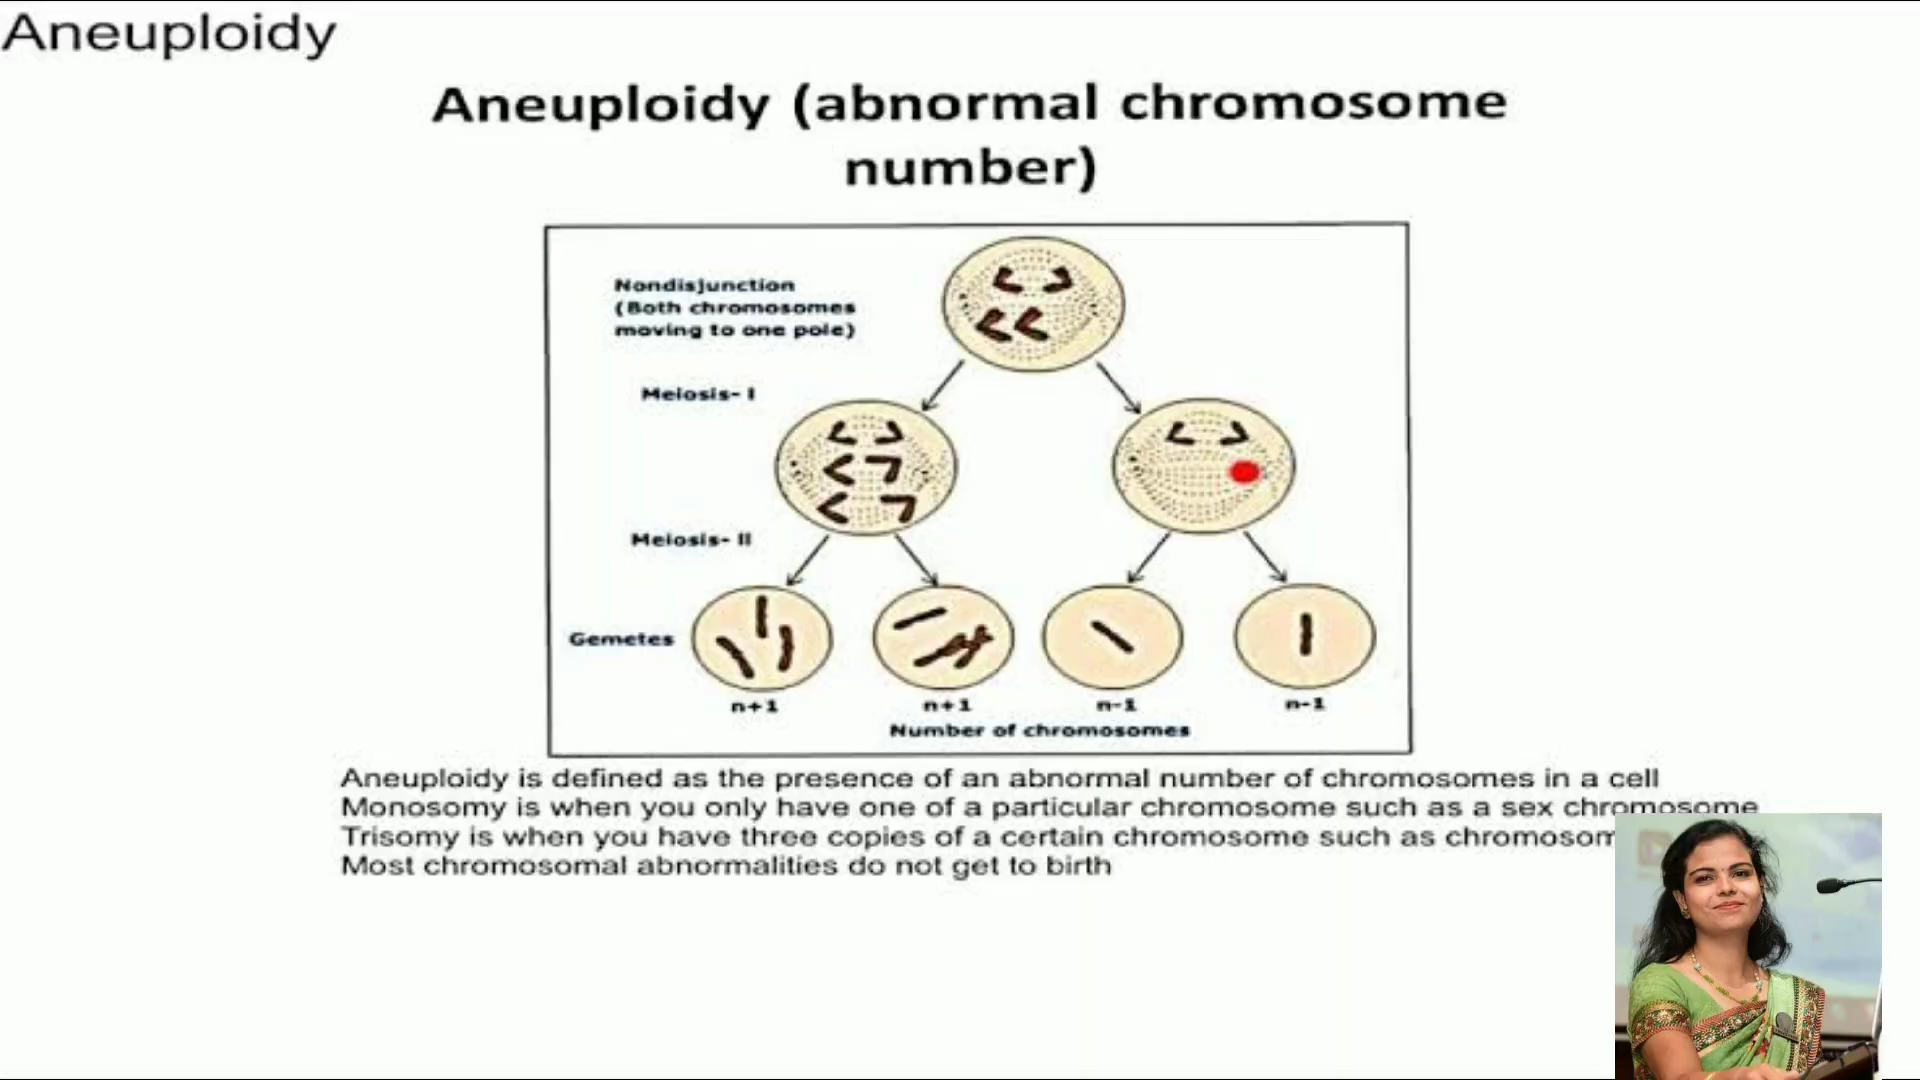 Aneuploidy
Aneuploidy (abnormal chromosome
number)
Nondisjunction
(Both chromosomes
moving to one pole)
Meiosis- I
Meiosis- II
Gemetes
n+1
n+1
n-1
n-1
Number of chromosomes
Aneuploidy is defined as the presence of an abnormal number of chromosomes in a cell
Monosomy is when you only have one of a particular chromosome such as a sex chromosome
Trisomy is when you have three copies of a certain chromosome such as chromosom
Most chromosomal abnormalities do not get to birth